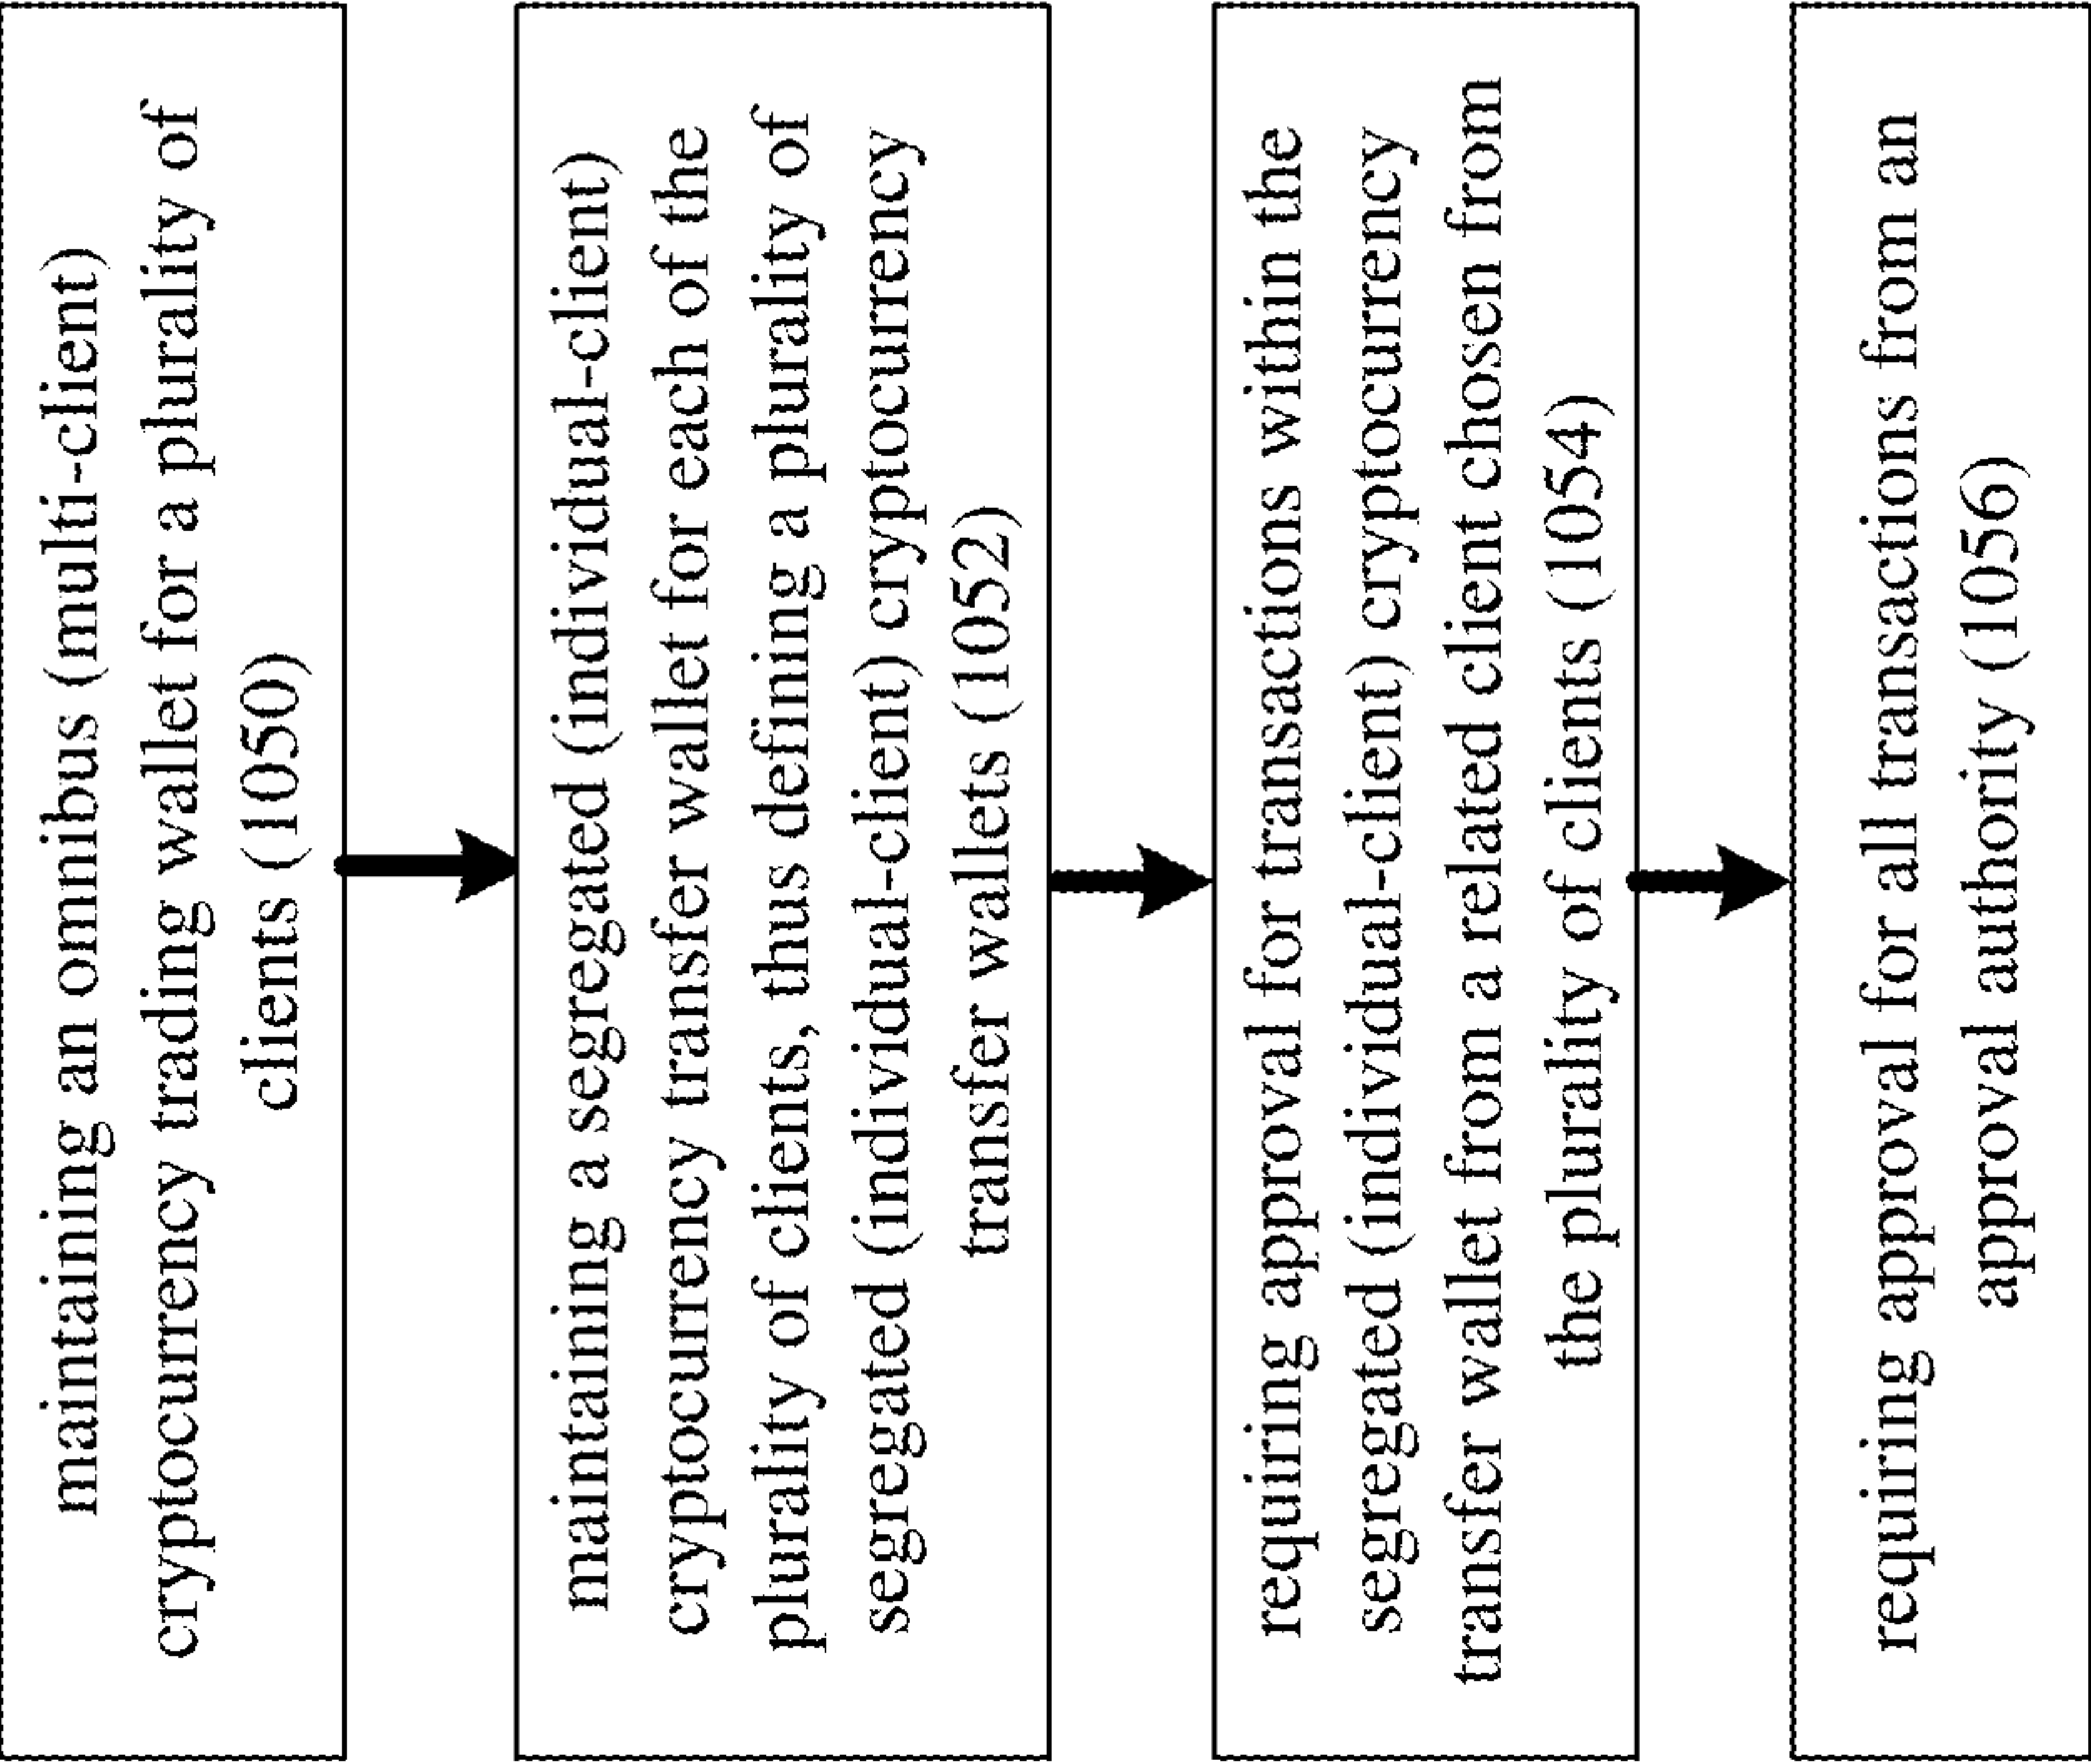 maintaining an omnibus (multi-client)
cryptocurrency trading wallet for a plurality of
clients (1050)
maintaining a segregated (individual-client)
cryptocurrency transfer wallet for each of the
plurality of clients, thus defining a plurality of
segregated (individual-client) cryptocurrency
transfer wallets (1052)
requiring approval for transactions within the
segregated (individual-client) cryptocurrency
transfer wallet from a related client chosen from
the plurality of clients (1054)
requiring approval for all transactions from an
approval authority (1056)